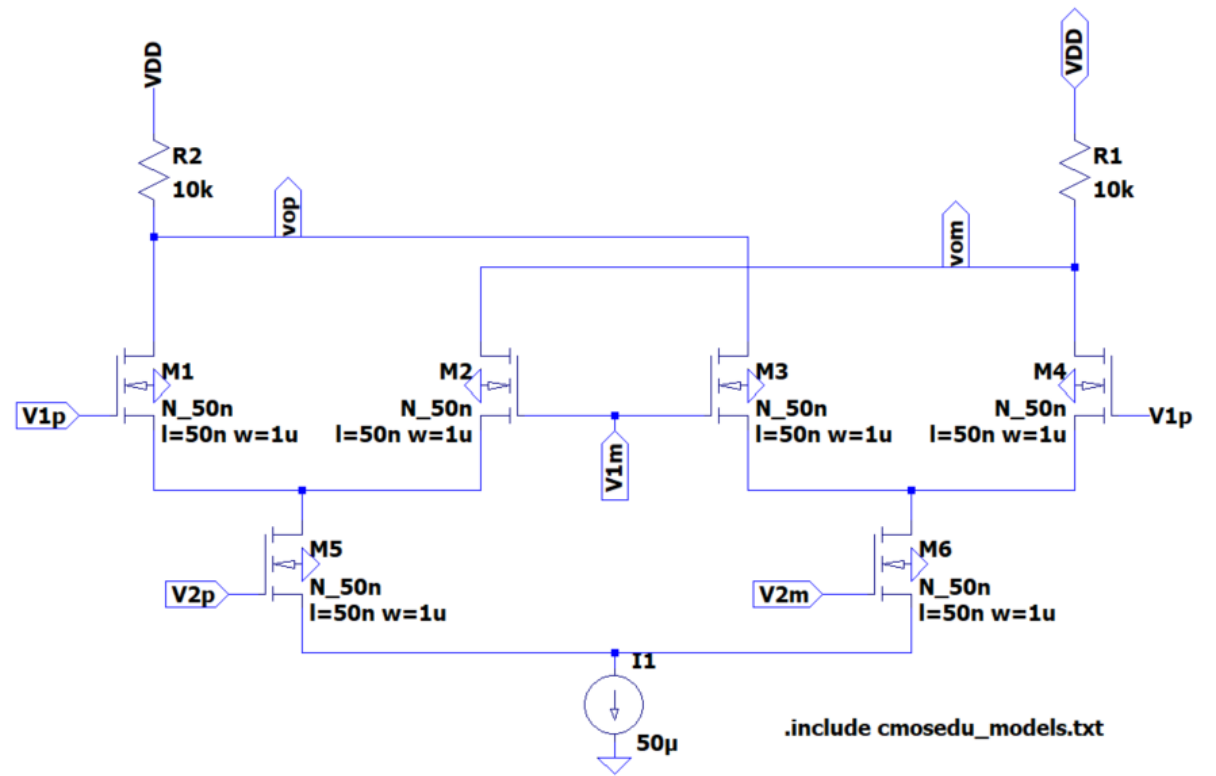 VDD
VDD
R2
10k
R1
10k
vop
vom
M1
N_50n
l=50n w=1u
M2
N_50n
l=50n w=1u
M3
N_50n
l=50n w=1u
M4
N_50n
l=50n w=1u
V1p
V1m
V1p
M5
N_50n
l=50n w=1u
M6
N_50n
l=50n w=1u
V2p
V2m
I1
50µ
.include cmosedu_models.txt